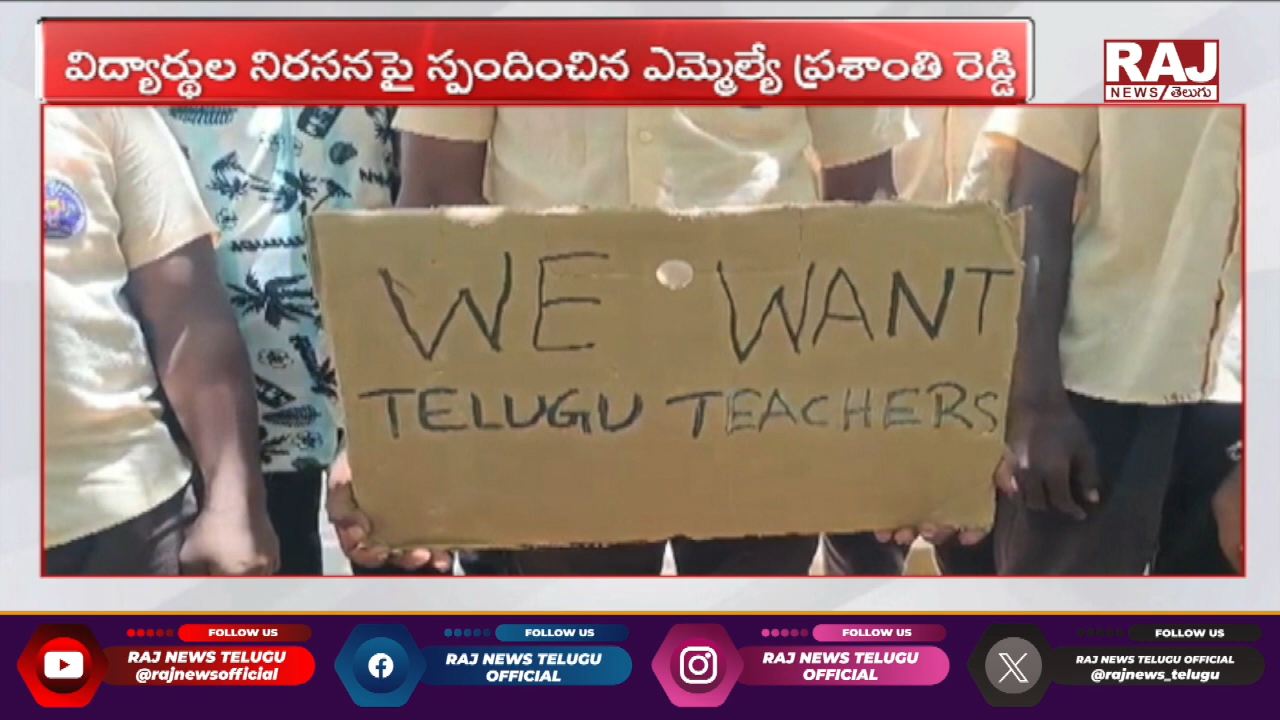 విద్యార్థుల నిరసనపై స్పందించిన ఎమ్మెల్యే ప్రశాంతి రెడ్డి
RAJ
NEWS తెలుగు
WE WANT
TELUGU TEACHERS
FOLLOW US
RAJ NEWS TELUGU
@rajnewsofficial
FOLLOW US
RAJ NEWS TELUGU
OFFICIAL
FOLLOW US
RAJ NEWS TELUGU
OFFICIAL
FOLLOW US
RAJ NEWS TELUGU OFFICIAL
@rajnews_telugu